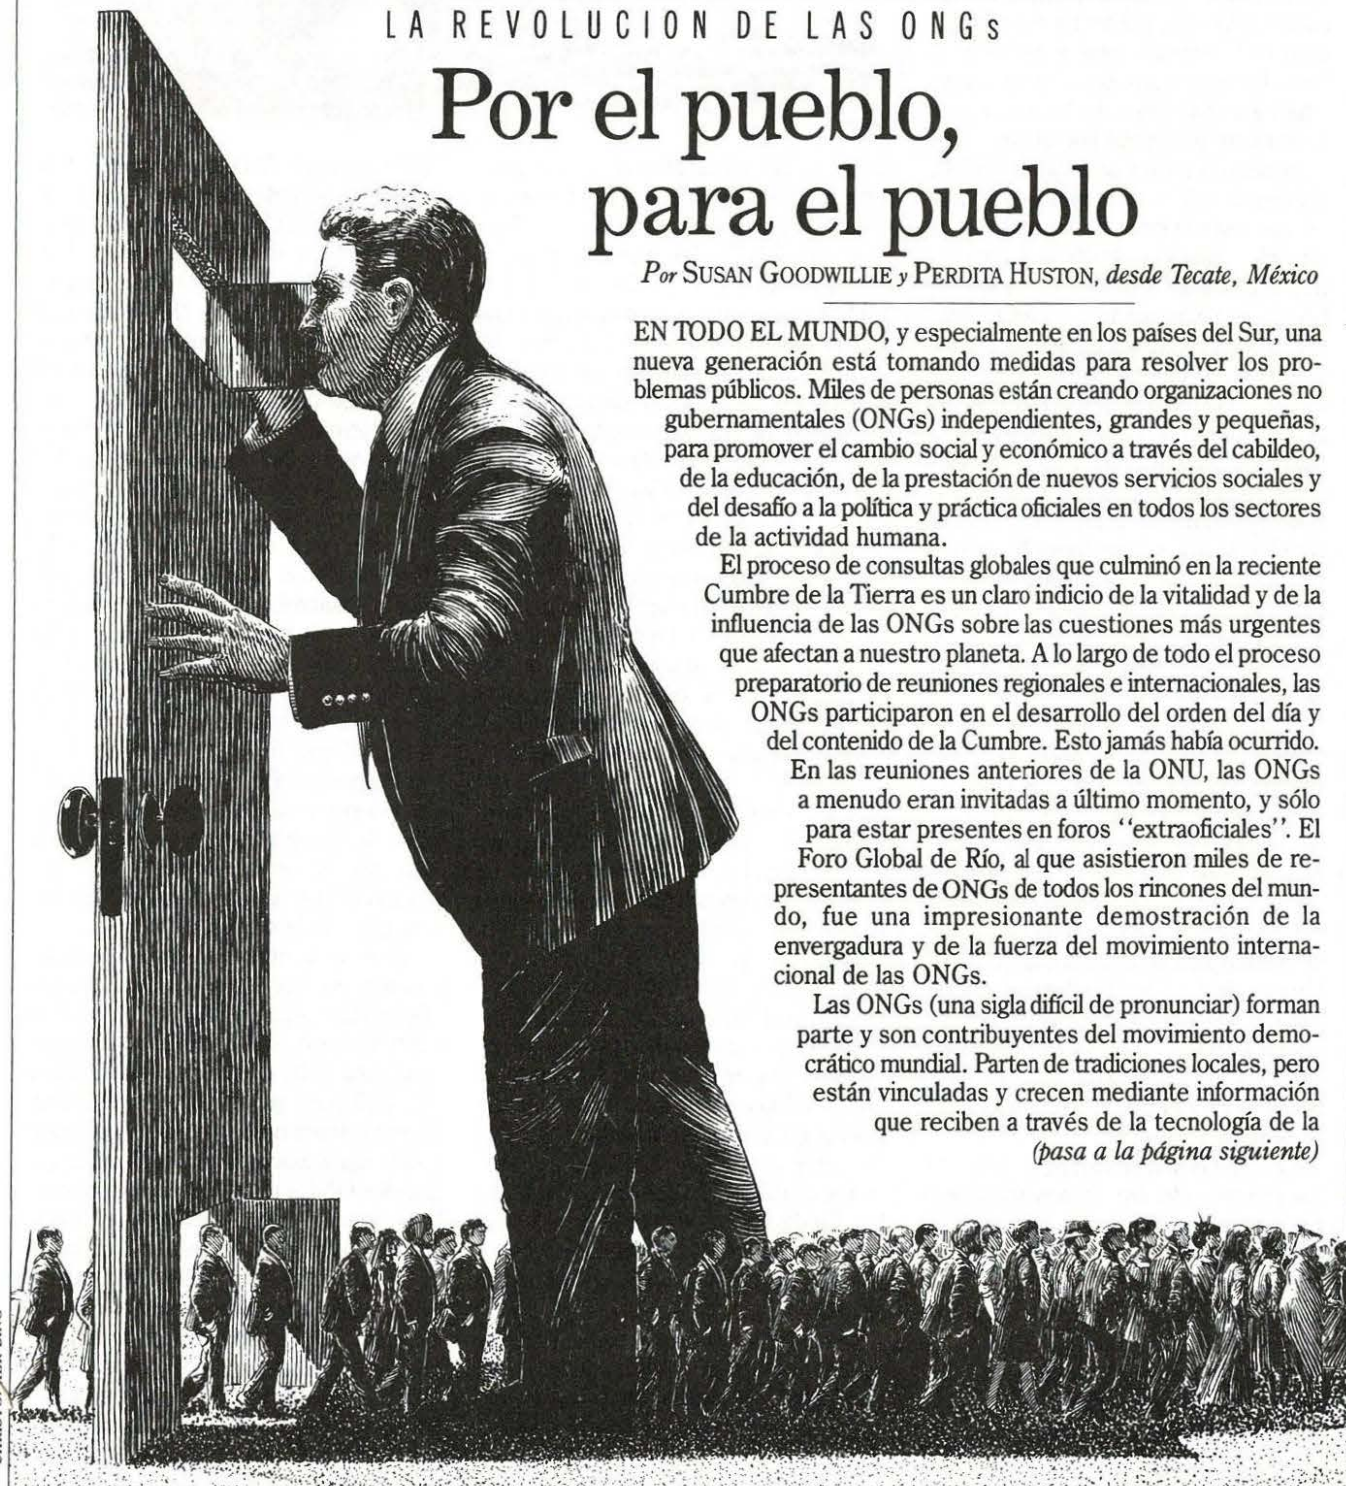 LA REVOLUCION DE LAS ONGs
Por el pueblo,
para el pueblo
Por SUSAN GOODWILLIE y PERDITA HUSTON, desde Tecate, México
EN TODO EL MUNDO, y especialmente en los países del Sur, una
nueva generación está tomando medidas para resolver los pro-
blemas públicos. Miles de personas están creando organizaciones no
gubernamentales (ONGs) independientes, grandes y pequeñas,
para promover el cambio social y económico a través del cabildeo,
de la educación, de la prestación de nuevos servicios sociales y
del desafío a la política y práctica oficiales en todos los sectores
de la actividad humana.
El proceso de consultas globales que culminó en la reciente
Cumbre de la Tierra es un claro indicio de la vitalidad y de la
influencia de las ONGs sobre las cuestiones más urgentes
que afectan a nuestro planeta. A lo largo de todo el proceso
preparatorio de reuniones regionales e internacionales, las
ONGs participaron en el desarrollo del orden del día y
del contenido de la Cumbre. Esto jamás había ocurrido.
En las reuniones anteriores de la ONU, las ONGs
a menudo eran invitadas a último momento, y sólo
para estar presentes en foros ‘‘extraoficiales’’. El
Foro Global de Río, al que asistieron miles de re-
presentantes de ONGs de todos los rincones del mun-
do, fue una impresionante demostración de la
envergadura y de la fuerza del movimiento interna-
cional de las ONGs.
Las ONGs (una sigla difícil de pronunciar) forman
parte y son contribuyentes del movimiento demo-
crático mundial. Parten de tradiciones locales, pero
están vinculadas y crecen mediante información
que reciben a través de la tecnología de la
(pasa a la página siguiente)